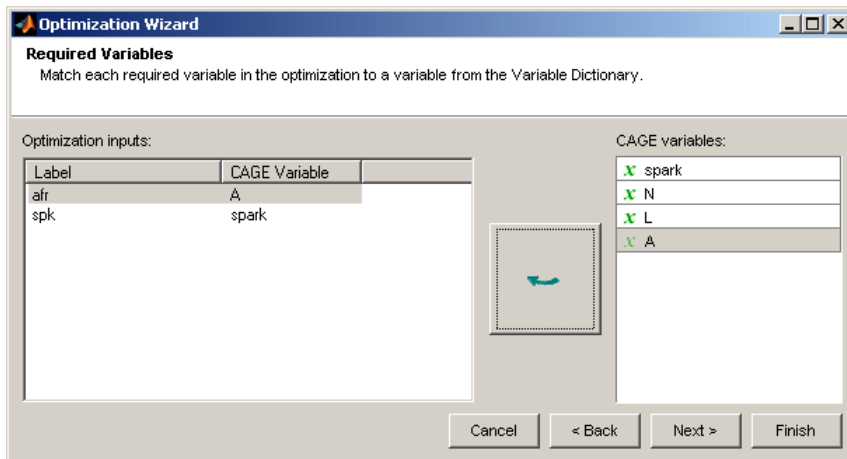 Optimization Wizard
Required Variables
Match each required variable in the optimization to a variable from the Variable Dictionary.
Optimization inputs:
Label CAGE Variable
afr A
spk spark
CAGE variables:
x spark
x N
x L
x A
Cancel < Back Next > Finish